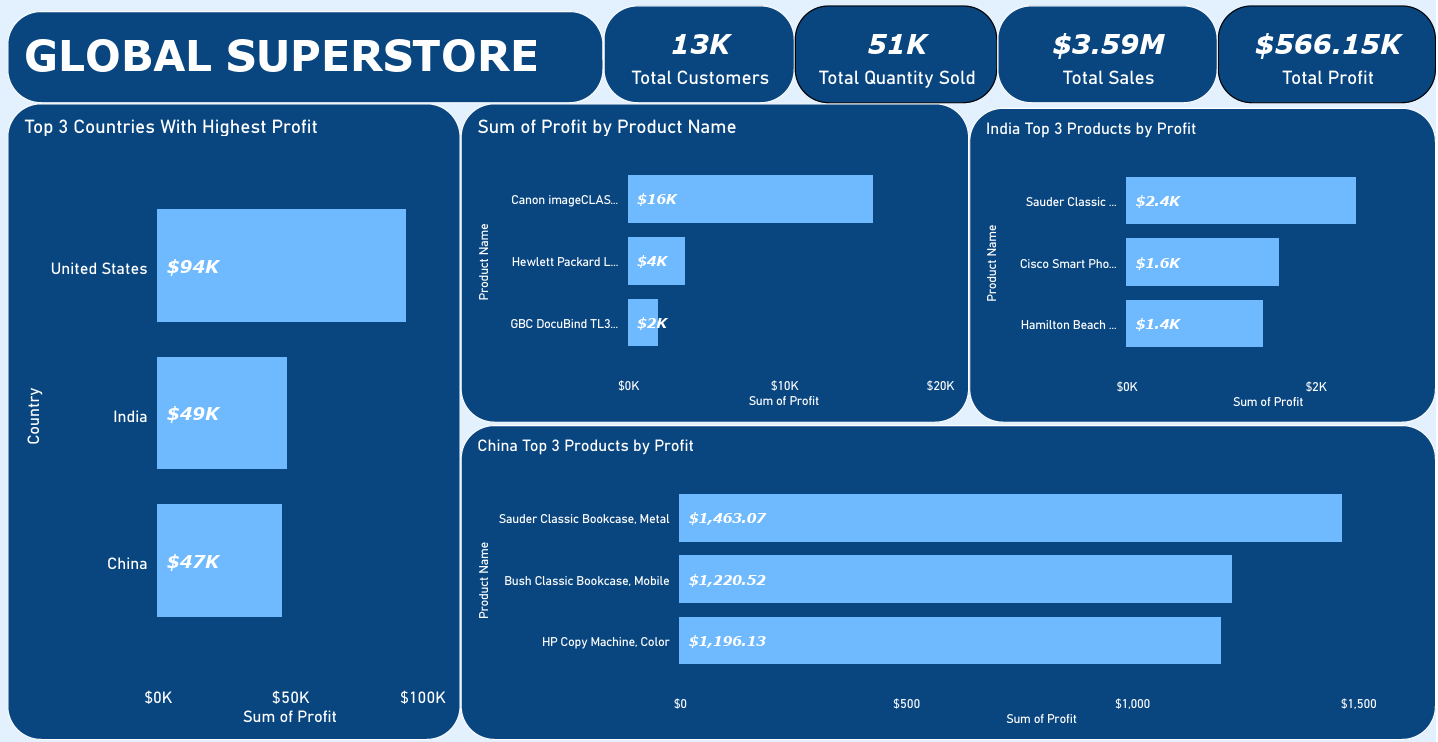 GLOBAL SUPERSTORE
13K
Total Customers
51K
Total Quantity Sold
$3.59M
Total Sales
$566.15K
Total Profit
Top 3 Countries With Highest Profit
Country
United States
$94K
India
$49K
China
$47K
$0K $50K $100K
Sum of Profit
Sum of Profit by Product Name
Product Name
Canon imageCLAS...
$16K
Hewlett Packard L...
$4K
GBC DocuBind TL3...
$2K
$0K $10K $20K
Sum of Profit
India Top 3 Products by Profit
Product Name
Sauder Classic ...
$2.4K
Cisco Smart Pho...
$1.6K
Hamilton Beach ...
$1.4K
$0K $2K
Sum of Profit
China Top 3 Products by Profit
Product Name
Sauder Classic Bookcase, Metal
$1,463.07
Bush Classic Bookcase, Mobile
$1,220.52
HP Copy Machine, Color
$1,196.13
$0 $500 $1,000 $1,500
Sum of Profit